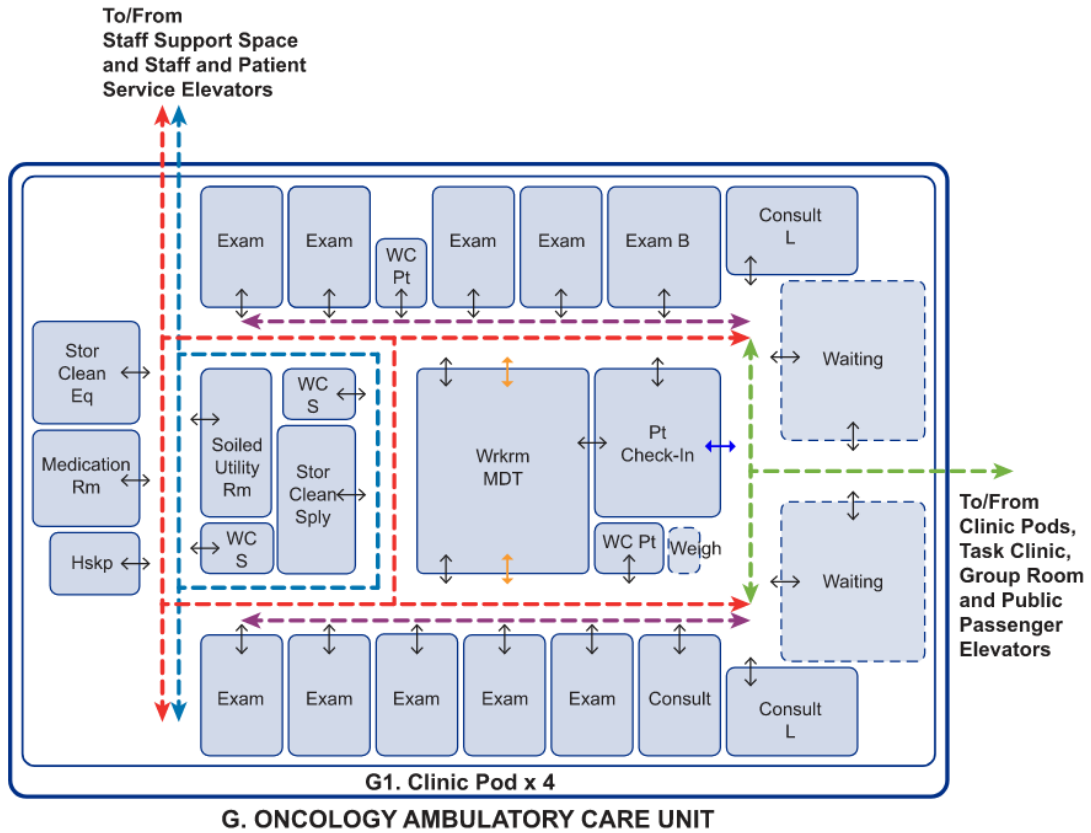 To/From
Staff Support Space
and Staff and Patient
Service Elevators
Exam
Exam
WC
Pt
Exam
Exam
Exam B
Consult
L
Waiting
Stor
Clean
Eq
Medication
Rm
Hskp
Soiled
Utility
Rm
WC
S
Stor
Clean
Sply
WC
S
Wrkrm
MDT
Pt
Check-In
WC Pt
Weigh
Waiting
To/From
Clinic Pods,
Task Clinic,
Group Room
and Public
Passenger
Elevators
Exam
Exam
Exam
Exam
Exam
Consult
Consult
L
G1. Clinic Pod x 4
G. ONCOLOGY AMBULATORY CARE UNIT